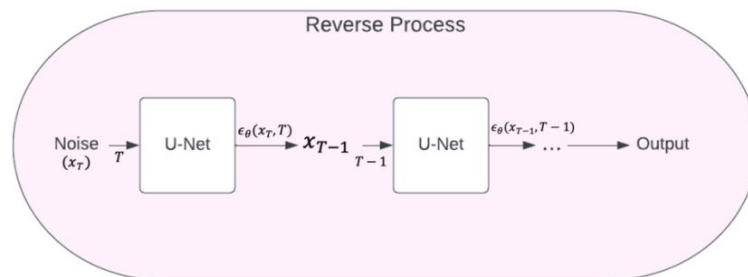 Reverse Process
Noise
(x_T)
T
U-Net
ϵ_θ(x_T, T)
x_{T−1}
T − 1
U-Net
ϵ_θ(x_{T−1}, T − 1)
...
Output